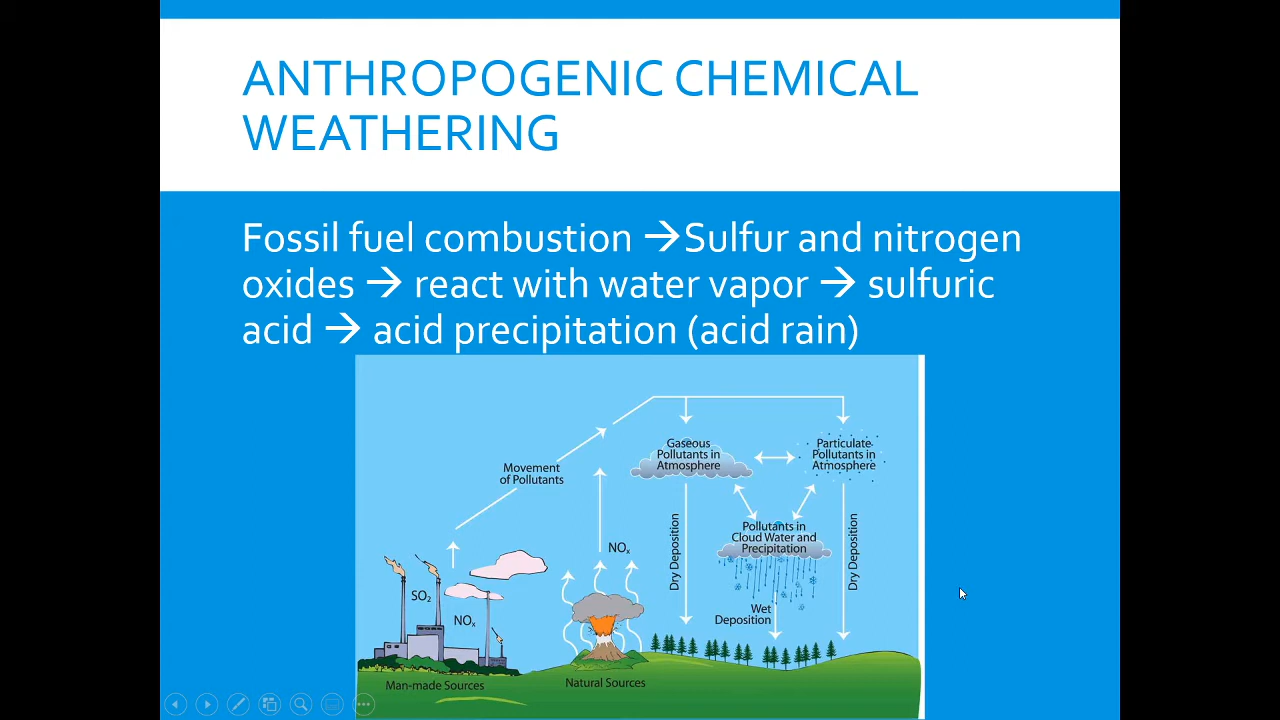 ANTHROPOGENIC CHEMICAL
WEATHERING
Fossil fuel combustion →Sulfur and nitrogen
oxides → react with water vapor → sulfuric
acid → acid precipitation (acid rain)
Gaseous
Pollutants in
Atmosphere
Particulate
Pollutants in
Atmosphere
Movement
of Pollutants
Pollutants in
Cloud Water and
Precipitation
Dry Deposition
Dry Deposition
NOₓ
SO₂
NOₓ
Wet
Deposition
Man-made Sources
Natural Sources